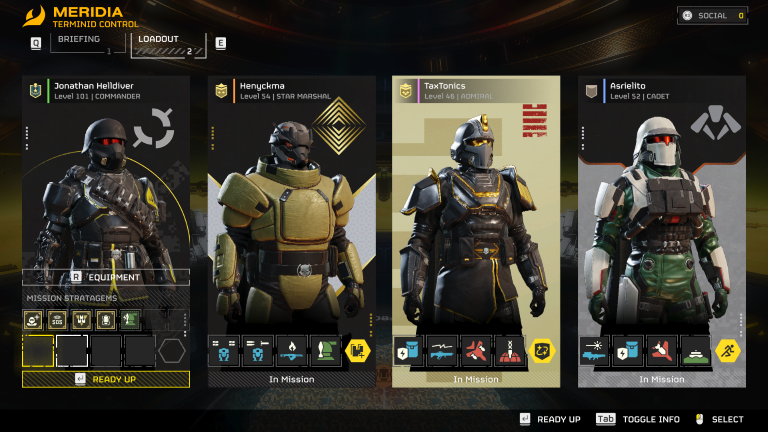 MERIDIA
TERMINID CONTROL
SOCIAL 0
Q BRIEFING 1 LOADOUT 2 E
Jonathan Helldiver
Level 101 | COMMANDER
Henyckma
Level 54 | STAR MARSHAL
TaxTonics
Level 46 | ADMIRAL
Asrielito
Level 52 | CADET
R EQUIPMENT
MISSION STRATAGEMS
SOS
READY UP
In Mission
In Mission
In Mission
READY UP Tab TOGGLE INFO SELECT